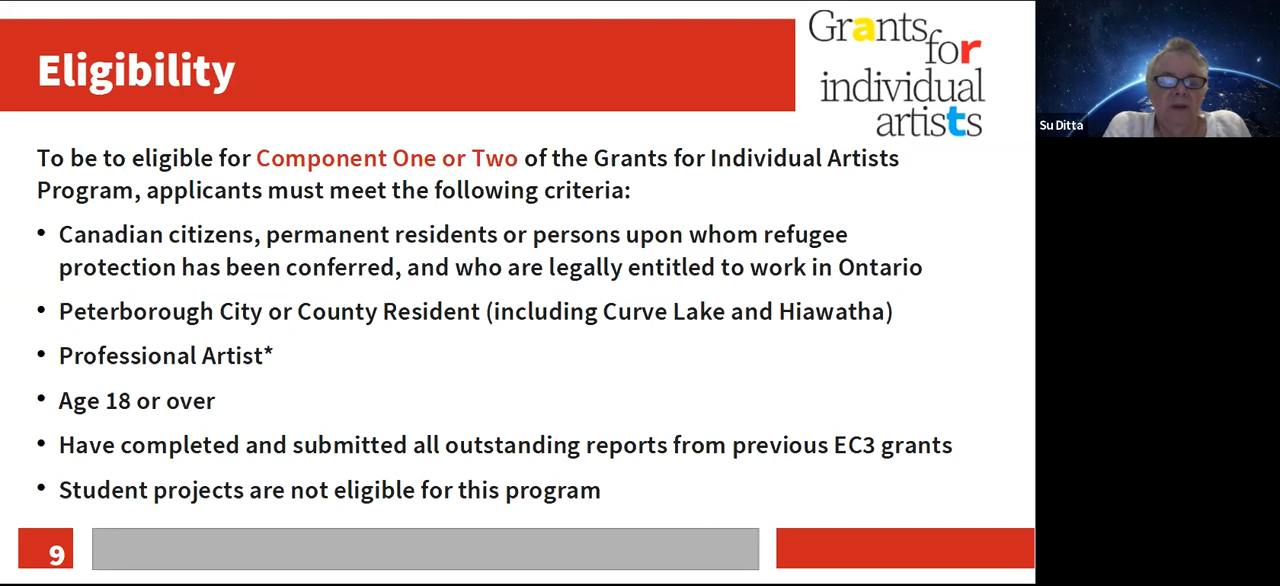 Eligibility
Grants
for
individual
artists
Su Ditta
To be to eligible for Component One or Two of the Grants for Individual Artists
Program, applicants must meet the following criteria:
• Canadian citizens, permanent residents or persons upon whom refugee
protection has been conferred, and who are legally entitled to work in Ontario
• Peterborough City or County Resident (including Curve Lake and Hiawatha)
• Professional Artist*
• Age 18 or over
• Have completed and submitted all outstanding reports from previous EC3 grants
• Student projects are not eligible for this program
9